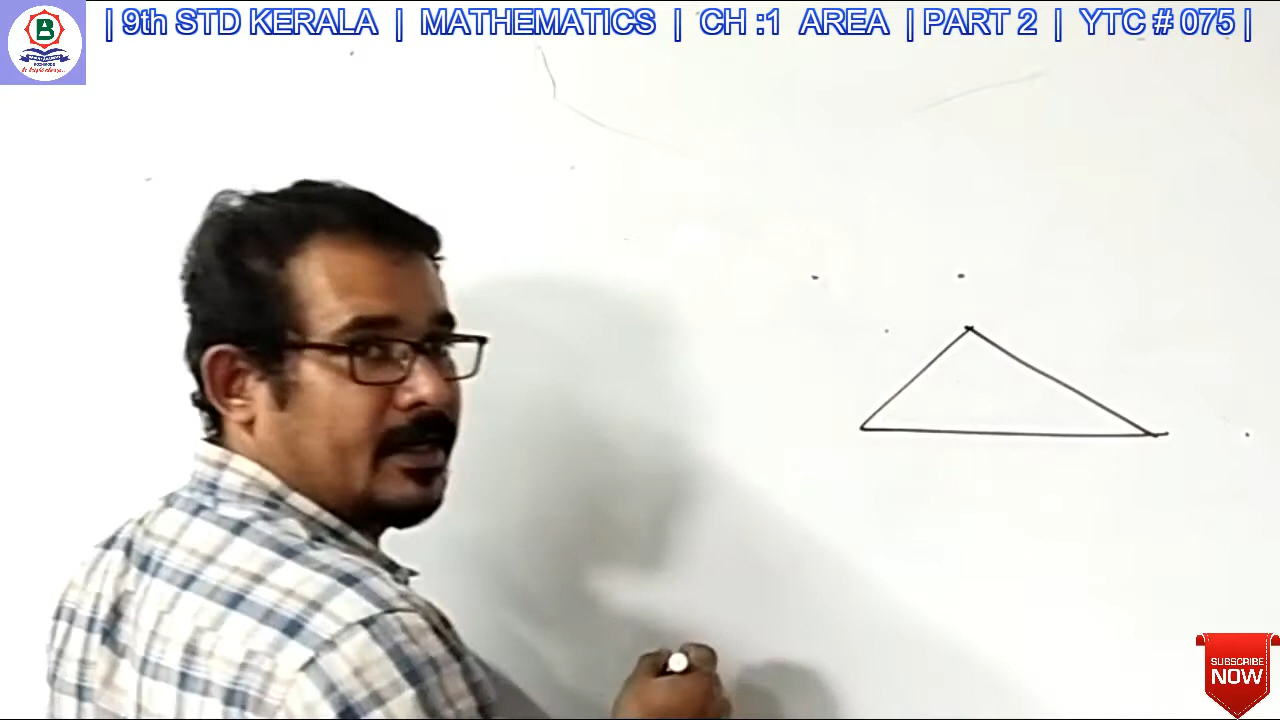 | 9th STD KERALA | MATHEMATICS | CH :1 AREA | PART 2 | YTC # 075 |
B
SUBSCRIBE
NOW